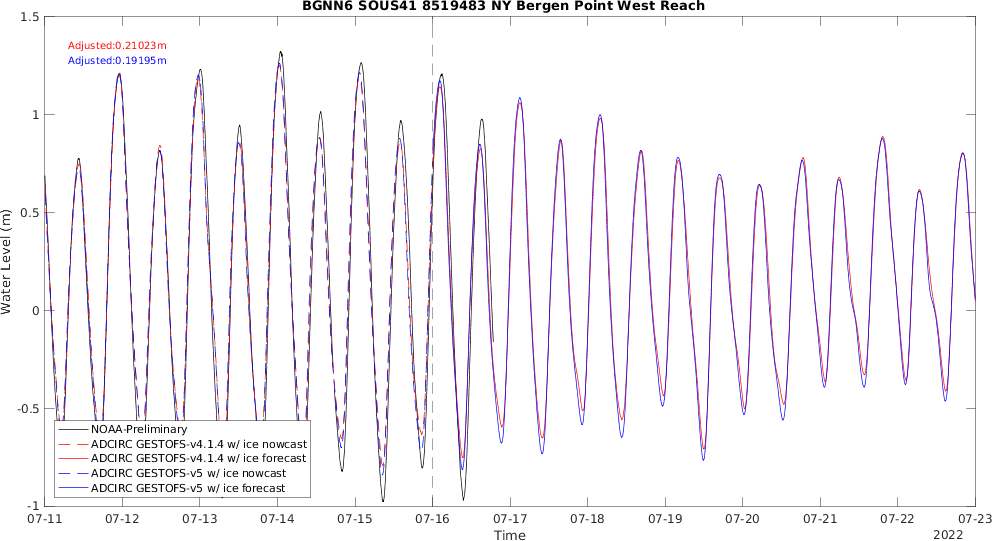 BGNN6 SOUS41 8519483 NY Bergen Point West Reach
1.5
Adjusted:0.21023m
Adjusted:0.19195m
1
0.5
Water Level (m)
0
-0.5
NOAA-Preliminary
ADCIRC GESTOFS-v4.1.4 w/ ice nowcast
ADCIRC GESTOFS-v4.1.4 w/ ice forecast
ADCIRC GESTOFS-v5 w/ ice nowcast
ADCIRC GESTOFS-v5 w/ ice forecast
-1
07-11 07-12 07-13 07-14 07-15 07-16 07-17 07-18 07-19 07-20 07-21 07-22 07-23
Time
2022